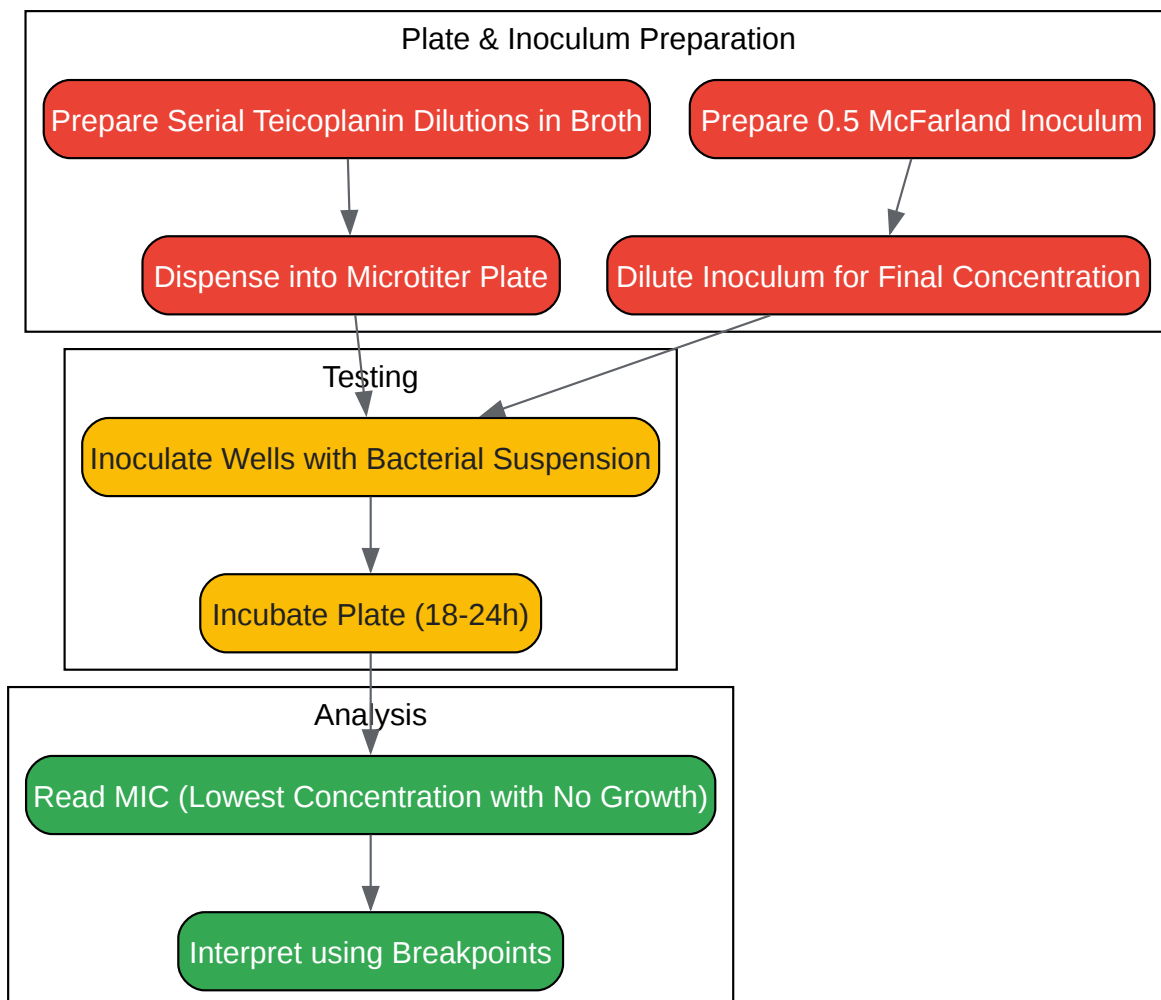 Plate & Inoculum Preparation
Prepare Serial Teicoplanin Dilutions in Broth
Prepare 0.5 McFarland Inoculum
Dispense into Microtiter Plate
Dilute Inoculum for Final Concentration
Testing
Inoculate Wells with Bacterial Suspension
Incubate Plate (18-24h)
Analysis
Read MIC (Lowest Concentration with No Growth)
Interpret using Breakpoints